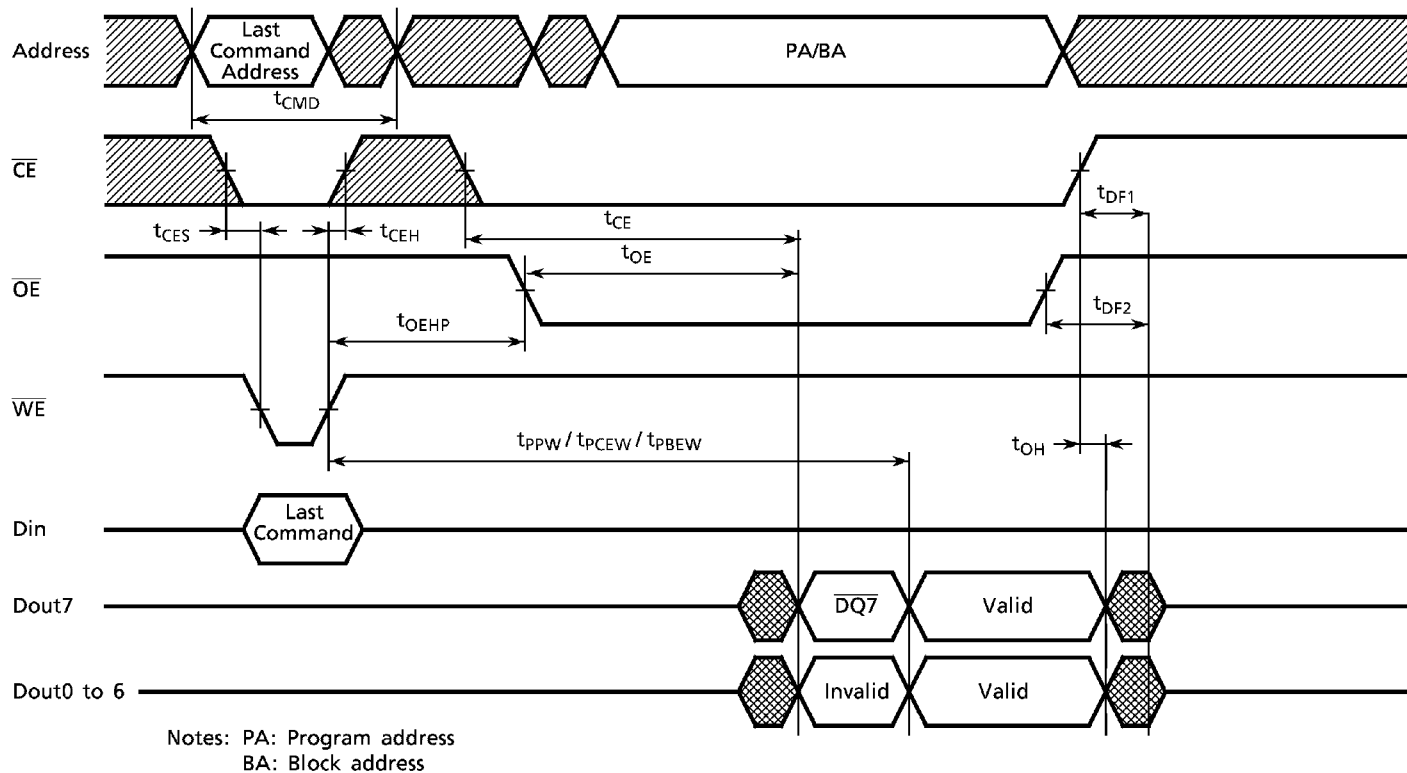 Address
Last
Command
Address
PA/BA
tCMD
CE
tCES
tCEH
tCE
tDF1
OE
tOE
tOEHP
tDF2
WE
tPPW / tPCEW / tPBEW
tOH
Din
Last
Command
Dout7
DQ7
Valid
Dout0 to 6
Invalid
Valid
Notes: PA: Program address
BA: Block address